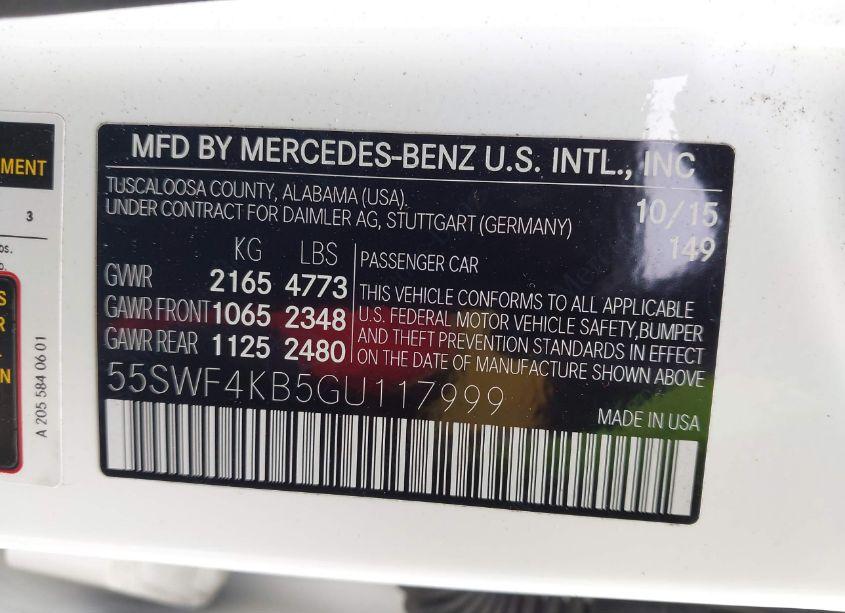 MENT
3
BS.
D.
S
R
L-
N
A 205 584 06 01
MFD BY MERCEDES-BENZ U.S. INTL., INC
TUSCALOOSA COUNTY, ALABAMA (USA). 10/15
UNDER CONTRACT FOR DAIMLER AG, STUTTGART (GERMANY) 149
KG LBS
GWWR 2165 4773
GAWR FRONT 1065 2348
GAWR REAR 1125 2480
PASSENGER CAR
THIS VEHICLE CONFORMS TO ALL APPLICABLE
U.S. FEDERAL MOTOR VEHICLE SAFETY, BUMPER
AND THEFT PREVENTION STANDARDS IN EFFECT
ON THE DATE OF MANUFACTURE SHOWN ABOVE
55SWF4KB5GU117999
MADE IN USA